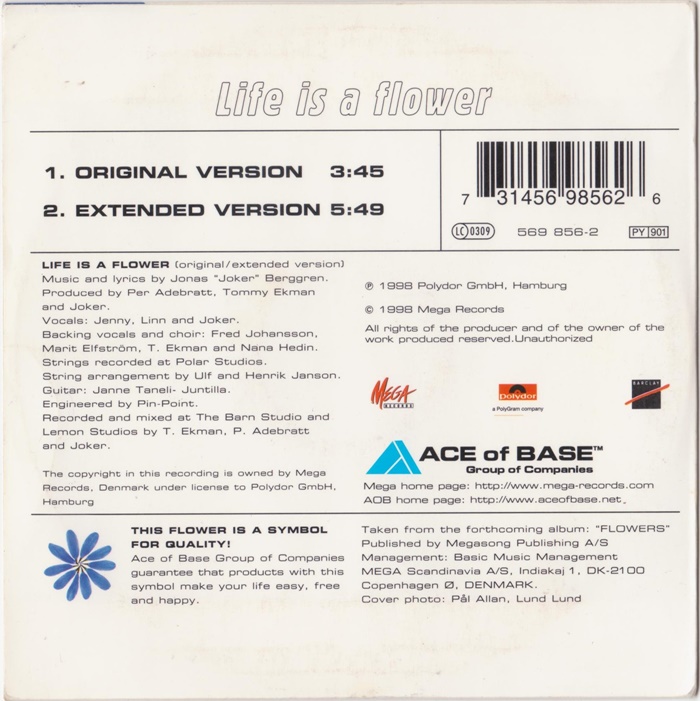 Life is a flower
1. ORIGINAL VERSION 3:45
2. EXTENDED VERSION 5:49
7 31456 98562 6
LC 0309 569 856-2 PY 901
LIFE IS A FLOWER (original/extended version)
Music and lyrics by Jonas "Joker" Berggren.
Produced by Per Adebratt, Tommy Ekman
and Joker.
Vocals: Jenny, Linn and Joker.
Backing vocals and choir: Fred Johansson,
Marit Elfström, T. Ekman and Nana Hedin.
Strings recorded at Polar Studios.
String arrangement by Ulf and Henrik Janson.
Guitar: Janne Taneli- Juntilla.
Engineered by Pin-Point.
Recorded and mixed at The Barn Studio and
Lemon Studios by T. Ekman, P. Adebratt
and Joker.
The copyright in this recording is owned by Mega
Records, Denmark under license to Polydor GmbH,
Hamburg
℗ 1998 Polydor GmbH, Hamburg
© 1998 Mega Records
All rights of the producer and of the owner of the
work produced reserved.Unauthorized
MEGA
RECORDS
Polydor
a PolyGram company
BARCLAY
ACE of BASE™
Group of Companies
Mega home page: http://www.mega-records.com
AOB home page: http://www.aceofbase.net.
THIS FLOWER IS A SYMBOL
FOR QUALITY!
Ace of Base Group of Companies
guarantee that products with this
symbol make your life easy, free
and happy.
Taken from the forthcoming album: "FLOWERS"
Published by Megasong Publishing A/S
Management: Basic Music Management
MEGA Scandinavia A/S, Indiakaj 1, DK-2100
Copenhagen Ø, DENMARK.
Cover photo: Pål Allan, Lund Lund